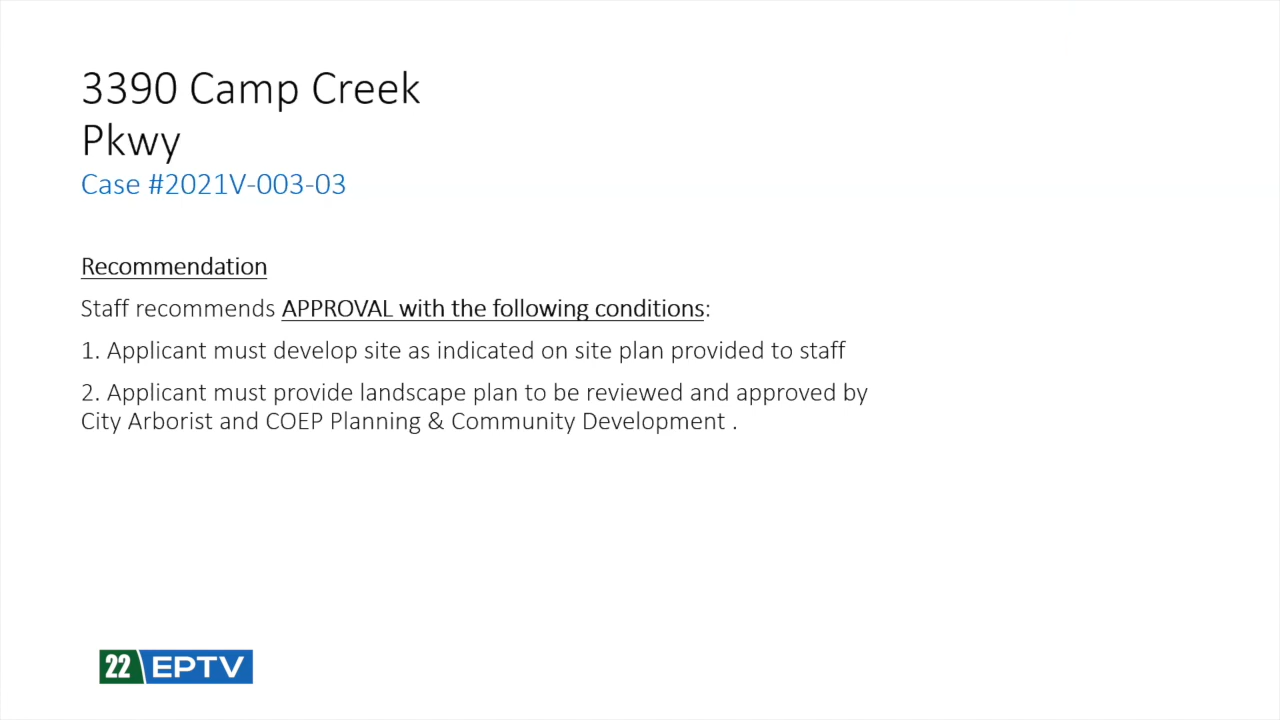 3390 Camp Creek
Pkwy
Case #2021V-003-03
Recommendation
Staff recommends APPROVAL with the following conditions:
1. Applicant must develop site as indicated on site plan provided to staff
2. Applicant must provide landscape plan to be reviewed and approved by
City Arborist and COEP Planning & Community Development .
22 EPTV